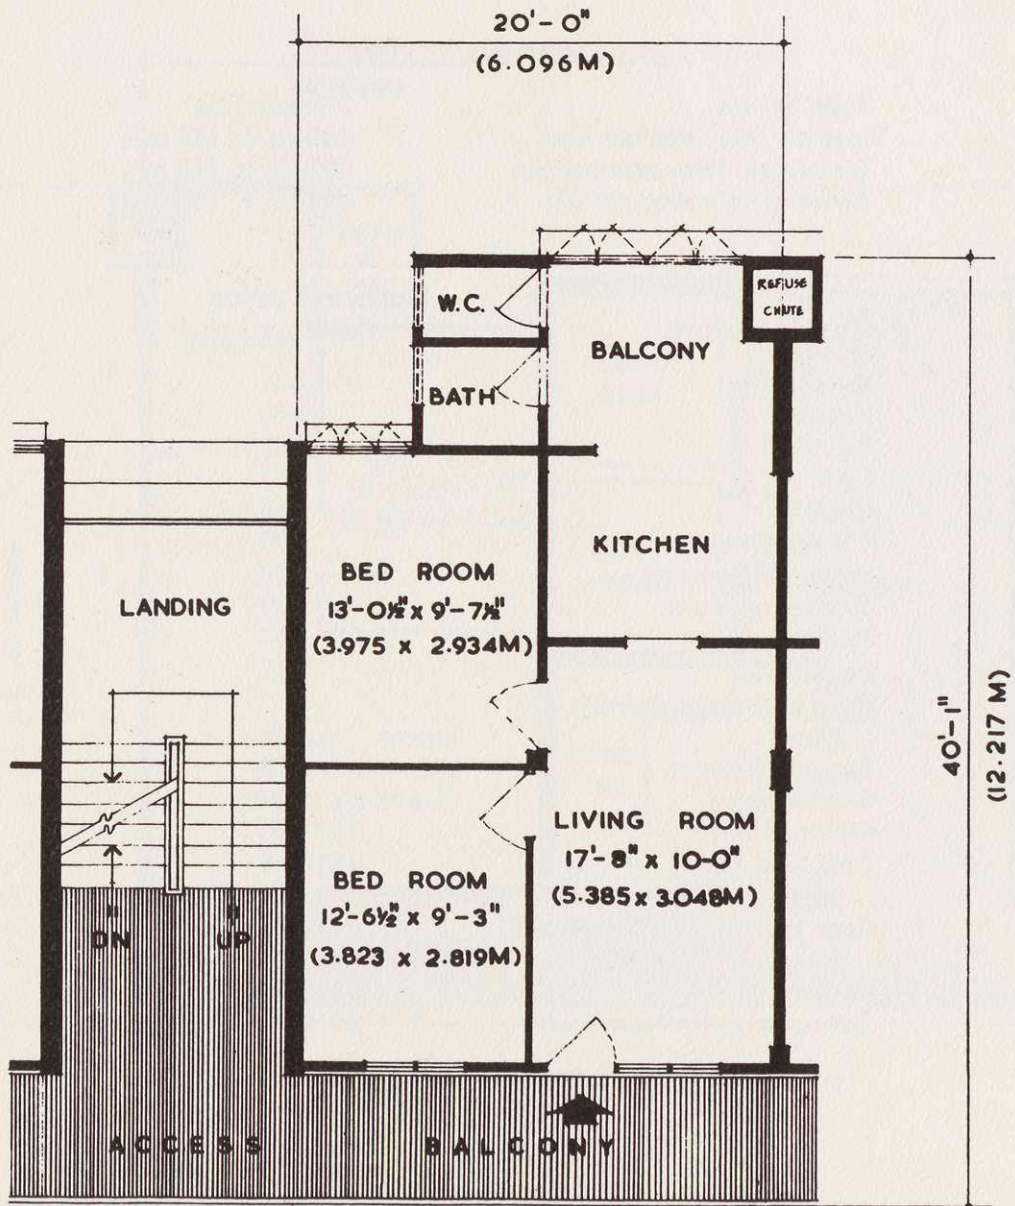 20'-0"
(6.096M)
REFUSE
CHUTE
W.C.
BALCONY
BATH
KITCHEN
BED ROOM
13'-0½" x 9'-7½"
(3.975 x 2.934M)
LANDING
40'-1"
(12.217 M)
LIVING ROOM
17'-8" x 10-0"
(5.385 x 3.048M)
BED ROOM
12'-6½" x 9'-3"
(3.823 x 2.819M)
DN UP
ACCESS BALCONY